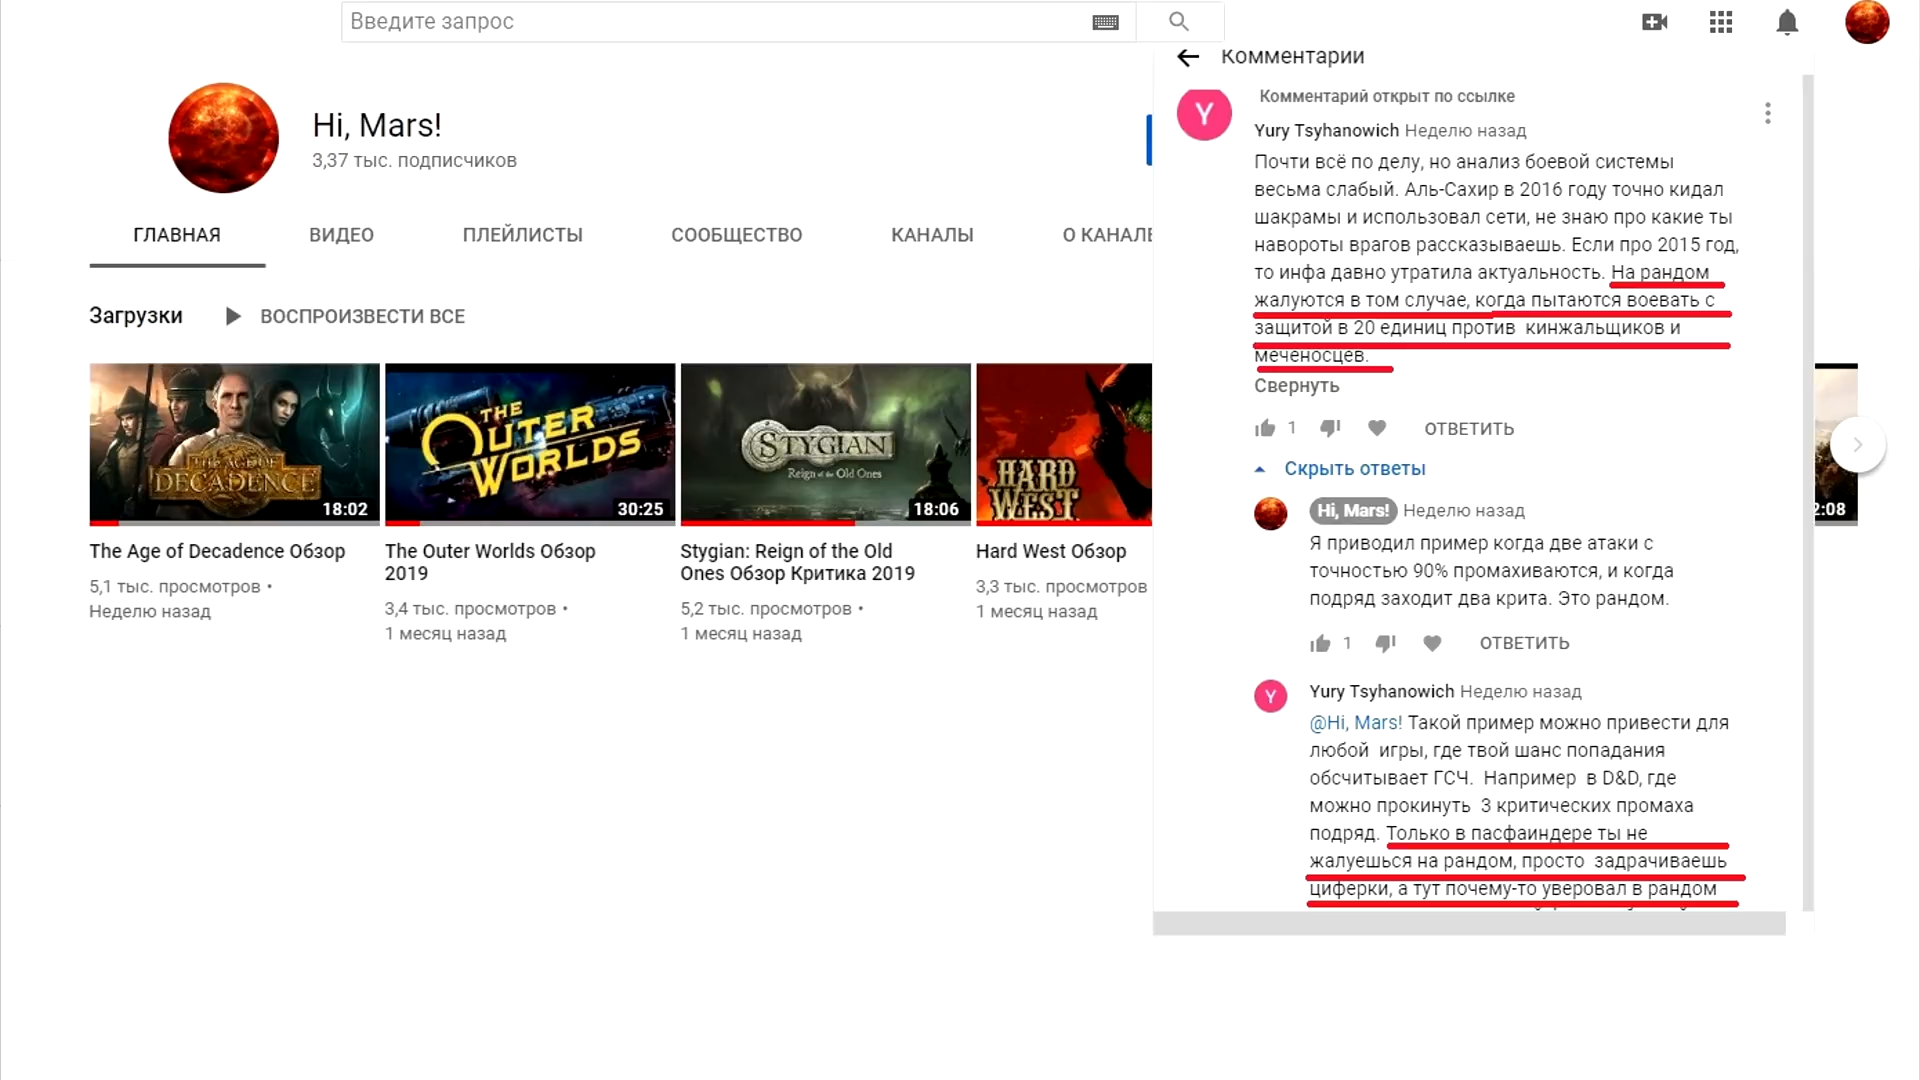 Введите запрос
Hi, Mars!
3,37 тыс. подписчиков
ГЛАВНАЯ
ВИДЕО
ПЛЕЙЛИСТЫ
СООБЩЕСТВО
КАНАЛЫ
О КАНАЛЕ
Загрузки
ВОСПРОИЗВЕСТИ ВСЕ
THE AGE OF
DECADENCE
18:02
The Age of Decadence Обзор
5,1 тыс. просмотров •
Неделю назад
THE
OUTER
WORLDS
30:25
The Outer Worlds Обзор
2019
3,4 тыс. просмотров •
1 месяц назад
STYGIAN
Reign of the Old Ones
18:06
Stygian: Reign of the Old
Ones Обзор Критика 2019
5,2 тыс. просмотров •
1 месяц назад
HARD
WEST
Hard West Обзор
3,3 тыс. просмотров
1 месяц назад
2:08
Комментарии
Комментарий открыт по ссылке
Y
Yury Tsyhanowich Неделю назад
Почти всё по делу, но анализ боевой системы
весьма слабый. Аль-Сахир в 2016 году точно кидал
шакрамы и использовал сети, не знаю про какие ты
навороты врагов рассказываешь. Если про 2015 год,
то инфа давно утратила актуальность. На рандом
жалуются в том случае, когда пытаются воевать с
защитой в 20 единиц против кинжальщиков и
меченосцев.
Свернуть
1
ОТВЕТИТЬ
Скрыть ответы
Hi, Mars! Неделю назад
Я приводил пример когда две атаки с
точностью 90% промахиваются, и когда
подряд заходит два крита. Это рандом.
1
ОТВЕТИТЬ
Y
Yury Tsyhanowich Неделю назад
@Hi, Mars! Такой пример можно привести для
любой игры, где твой шанс попадания
обсчитывает ГСЧ. Например в D&D, где
можно прокинуть 3 критических промаха
подряд. Только в пасфаиндере ты не
жалуешься на рандом, просто задрачиваешь
циферки, а тут почему-то уверовал в рандом